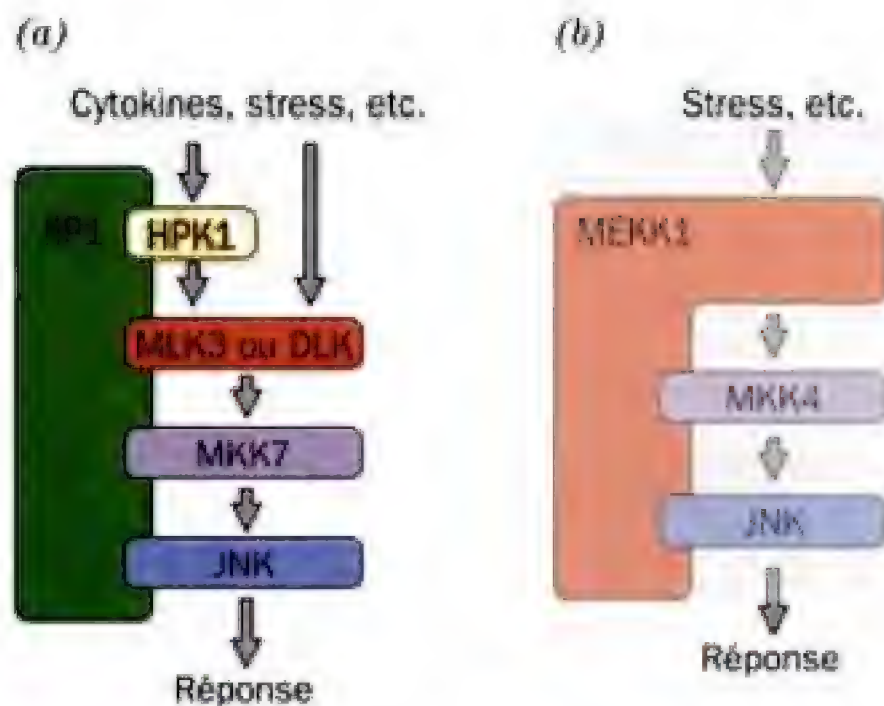 (a)
Cytokines, stress, etc.
HPK1
MLK3 ou DLK
MKK7
JNK
Réponse
(b)
Stress, etc.
MEKK1
MKK4
JNK
Réponse